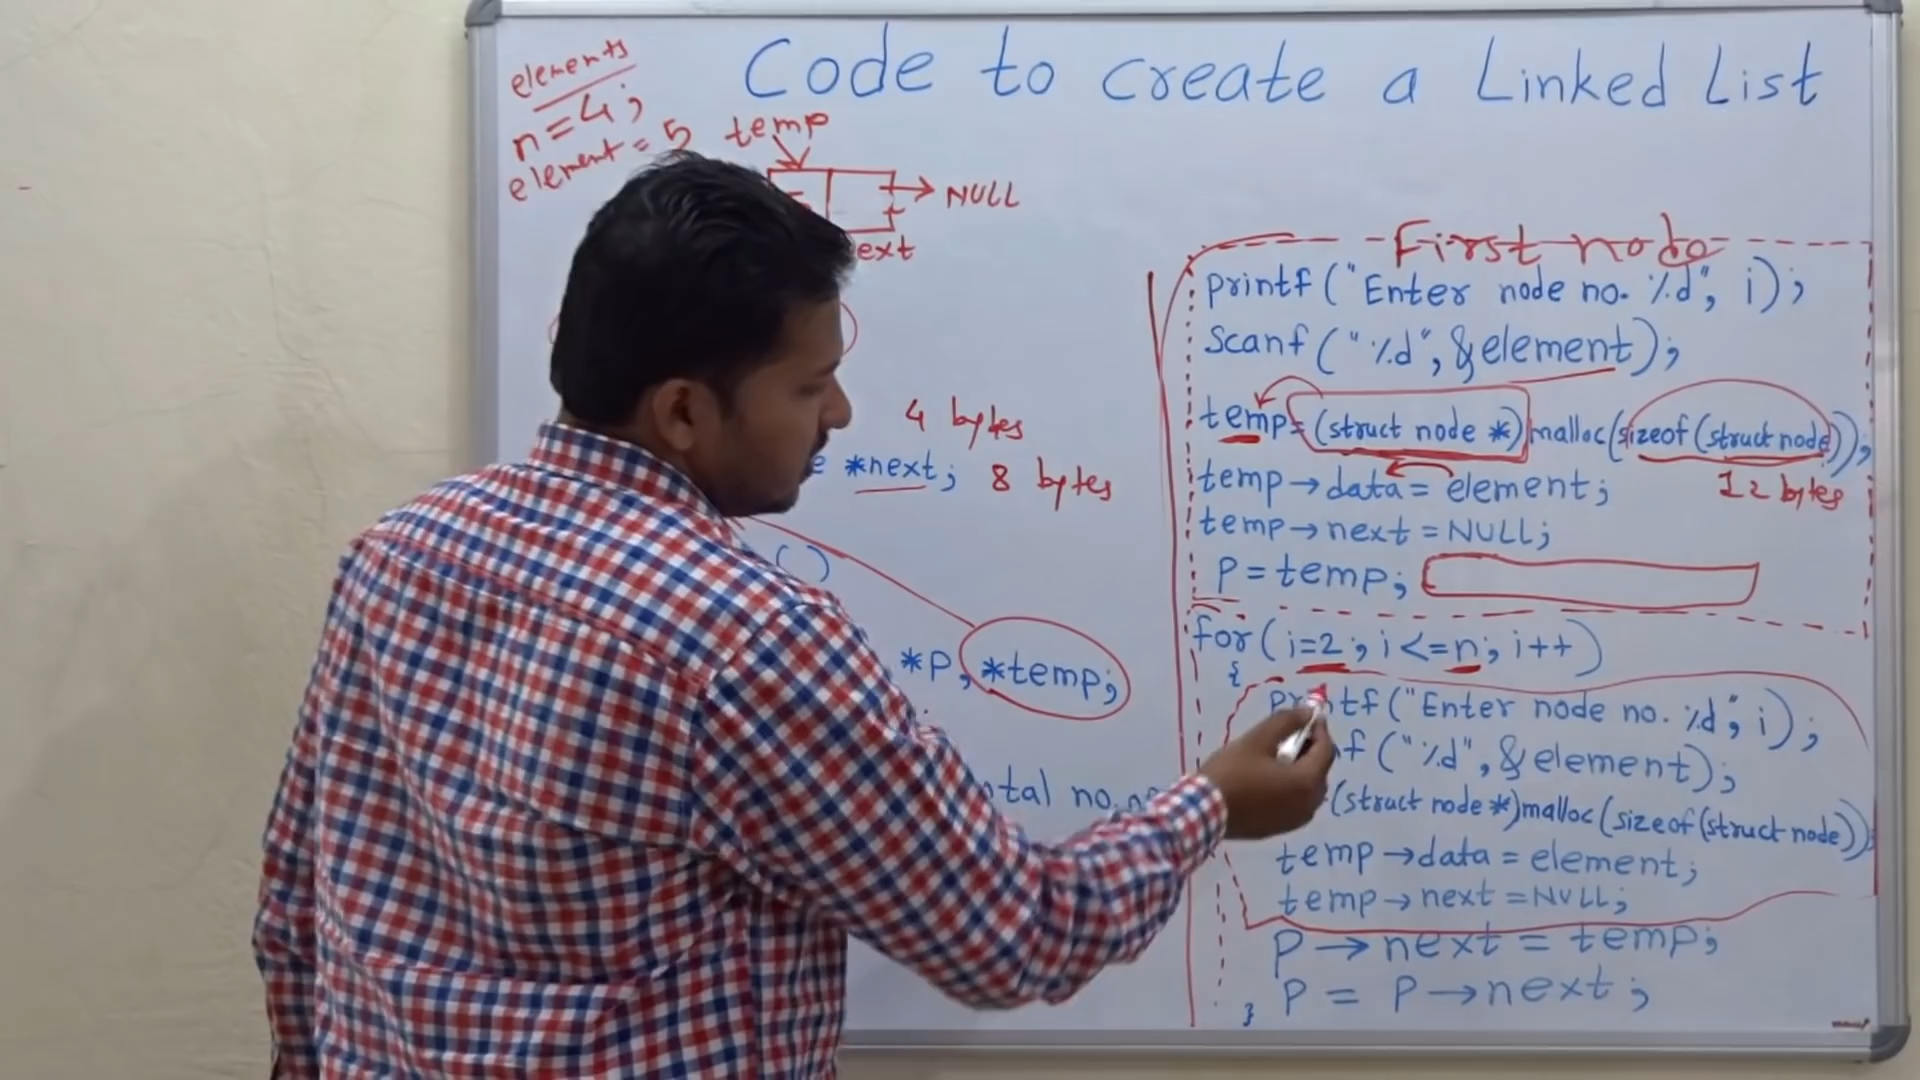 Code to create a Linked List
elements
n=4;
element = 5
temp
NULL
ext
4 bytes
*next; 8 bytes
( )
*P, *temp;
otal no.
First node
printf("Enter node no. %d", i);
scanf("%d", &element);
temp=(struct node *)malloc(sizeof(struct node));
12 bytes
temp→data = element;
temp→next = NULL;
P = temp;
for(i=2; i<=n; i++)
{
printf("Enter node no. %d", i);
f("%d", &element);
=(struct node *)malloc(sizeof(struct node));
temp→data = element;
temp→next = NULL;
P→next = temp;
P = P→next;
}